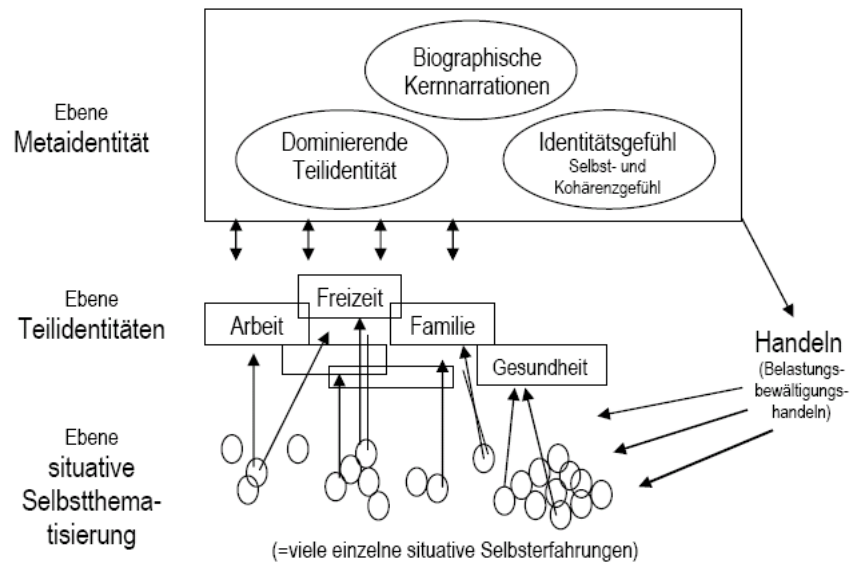 Ebene
Metaidentität
Biographische
Kernnarrationen
Dominierende
Teilidentität
Identitätsgefühl
Selbst- und
Kohärenzgefühl
Ebene
Teilidentitäten
Freizeit
Arbeit
Familie
Gesundheit
Handeln
(Belastungs-
bewältigungs-
handeln)
Ebene
situative
Selbstthema-
tisierung
(=viele einzelne situative Selbsterfahrungen)